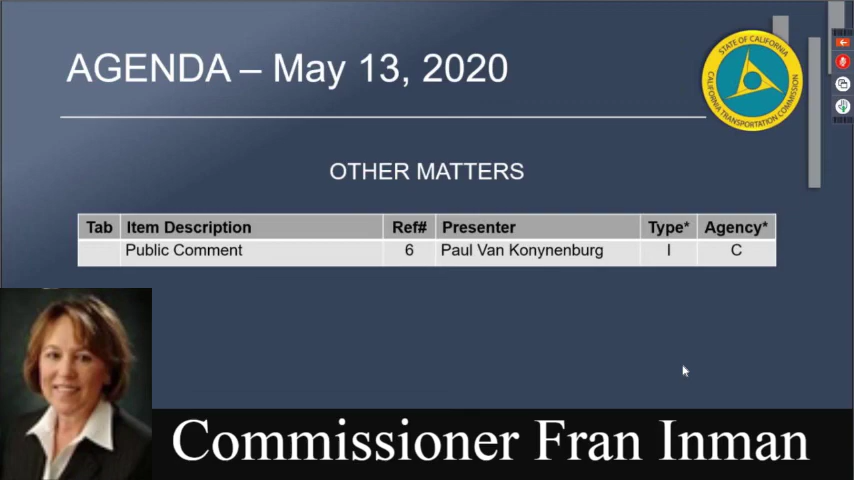 AGENDA – May 13, 2020
STATE OF CALIFORNIA
CALIFORNIA TRANSPORTATION COMMISSION
OTHER MATTERS
Tab Item Description Ref# Presenter Type* Agency*
Public Comment 6 Paul Van Konynenburg I C
Commissioner Fran Inman